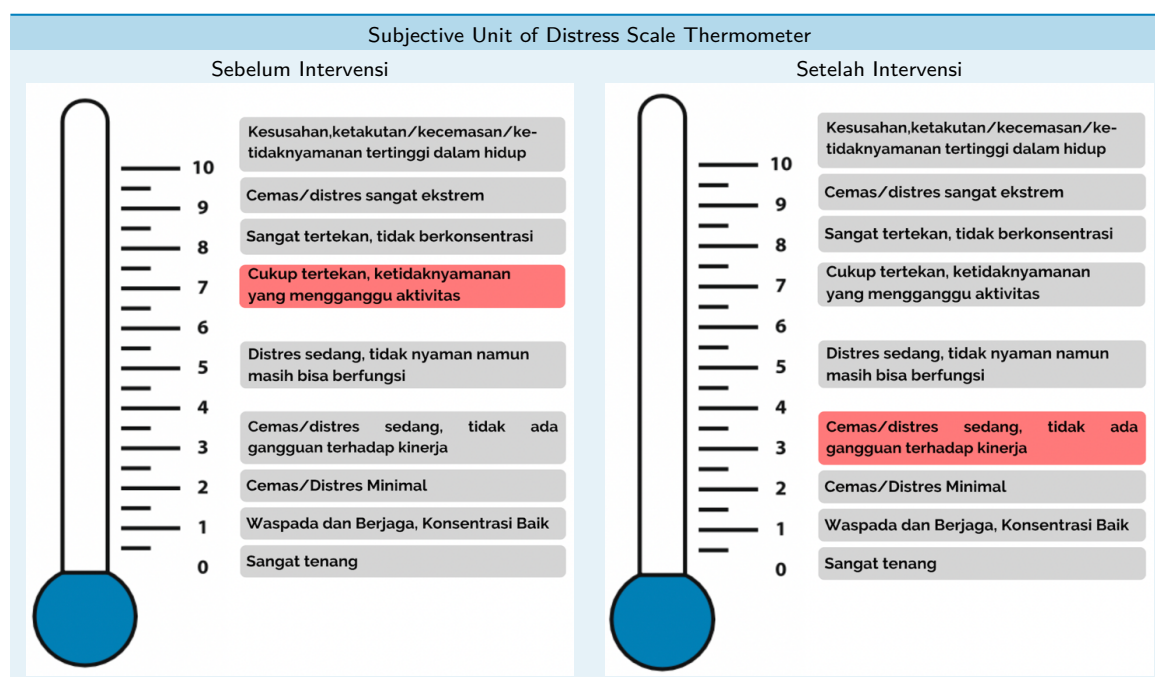 Subjective Unit of Distress Scale Thermometer
Sebelum Intervensi
Kesusahan,ketakutan/kecemasan/ke-
tidaknyamanan tertinggi dalam hidup
10
Cemas/distres sangat ekstrem
9
Sangat tertekan, tidak berkonsentrasi
8
Cukup tertekan, ketidaknyamanan
yang mengganggu aktivitas
7
6
Distres sedang, tidak nyaman namun
masih bisa berfungsi
5
4
Cemas/distres sedang, tidak ada
gangguan terhadap kinerja
3
Cemas/Distres Minimal
2
Waspada dan Berjaga, Konsentrasi Baik
1
Sangat tenang
0
Setelah Intervensi
Kesusahan,ketakutan/kecemasan/ke-
tidaknyamanan tertinggi dalam hidup
10
Cemas/distres sangat ekstrem
9
Sangat tertekan, tidak berkonsentrasi
8
Cukup tertekan, ketidaknyamanan
yang mengganggu aktivitas
7
6
Distres sedang, tidak nyaman namun
masih bisa berfungsi
5
4
Cemas/distres sedang, tidak ada
gangguan terhadap kinerja
3
Cemas/Distres Minimal
2
Waspada dan Berjaga, Konsentrasi Baik
1
Sangat tenang
0